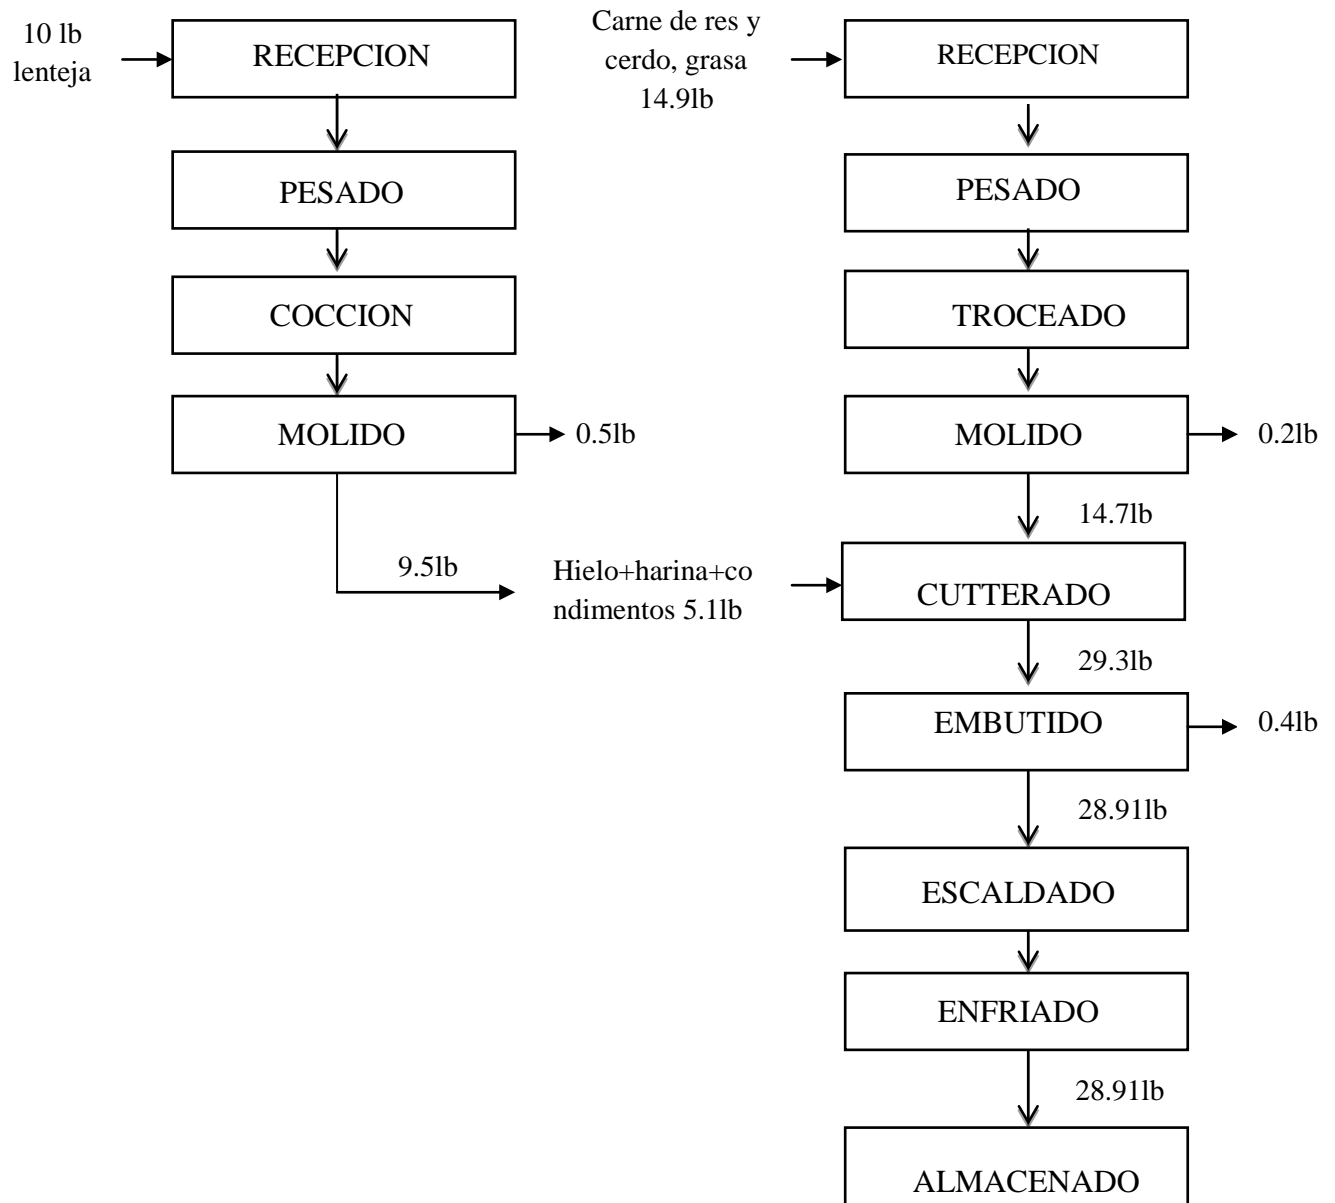 10 lb
lenteja
RECEPCION
PESADO
COCCION
MOLIDO
0.5lb
9.5lb
Carne de res y
cerdo, grasa
14.9lb
RECEPCION
PESADO
TROCEADO
MOLIDO
0.2lb
14.7lb
Hielo+harina+co
ndimentos 5.1lb
CUTTERADO
29.3lb
EMBUTIDO
0.4lb
28.91lb
ESCALDADO
ENFRIADO
28.91lb
ALMACENADO